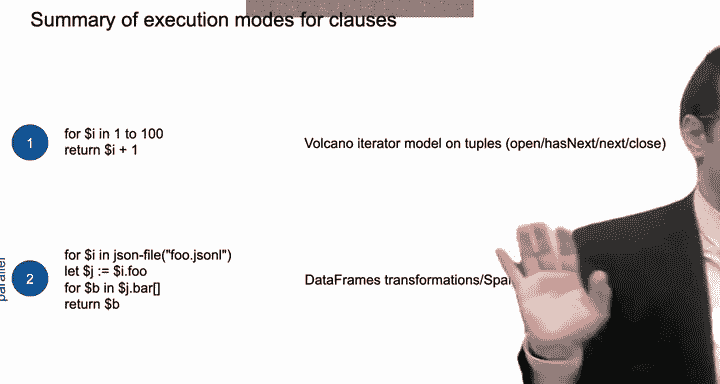 Summary of execution modes for clauses
1
for $i in 1 to 100
return $i + 1
Volcano iterator model on tuples (open/hasNext/next/close)
parallel
2
for $i in json-file("foo.jsonl")
let $j := $i.foo
for $b in $j.bar[]
return $b
DataFrames transformations/Spa